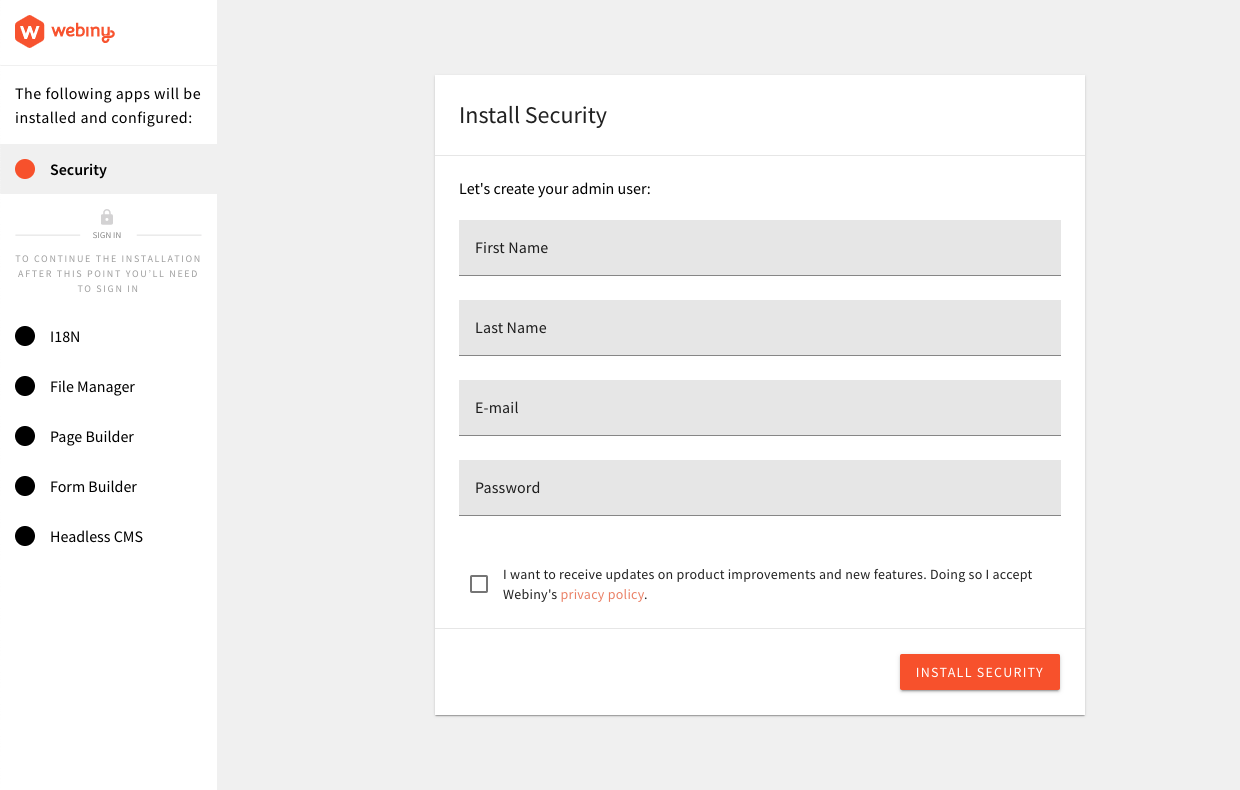 W webiny
The following apps will be
installed and configured:
Security
SIGN IN
TO CONTINUE THE INSTALLATION
AFTER THIS POINT YOU'LL NEED
TO SIGN IN
I18N
File Manager
Page Builder
Form Builder
Headless CMS
Install Security
Let's create your admin user:
First Name
Last Name
E-mail
Password
I want to receive updates on product improvements and new features. Doing so I accept
Webiny's privacy policy.
INSTALL SECURITY